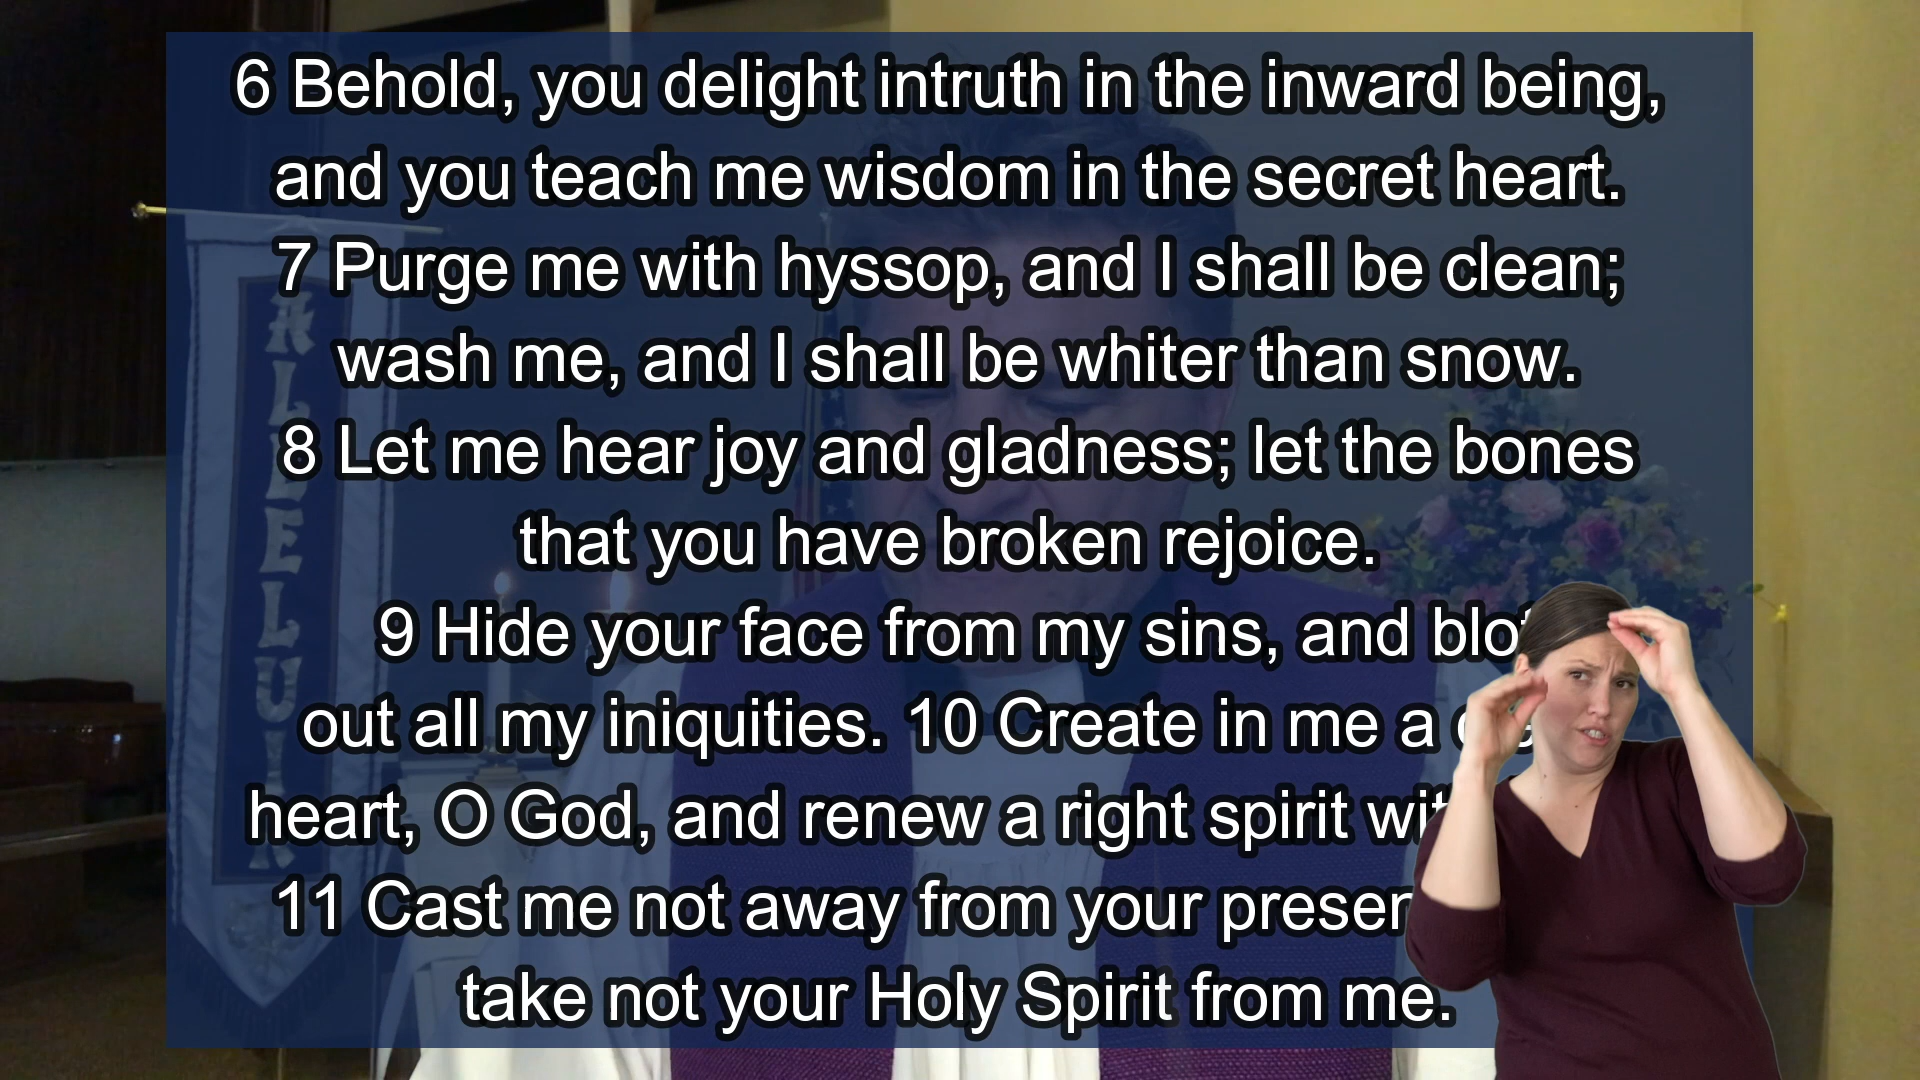 6 Behold, you delight intruth in the inward being,
and you teach me wisdom in the secret heart.
7 Purge me with hyssop, and I shall be clean;
wash me, and I shall be whiter than snow.
8 Let me hear joy and gladness; let the bones
that you have broken rejoice.
9 Hide your face from my sins, and blot
out all my iniquities. 10 Create in me a
heart, O God, and renew a right spirit
11 Cast me not away from your
take not your Holy Spirit from me.
ALLELUIA